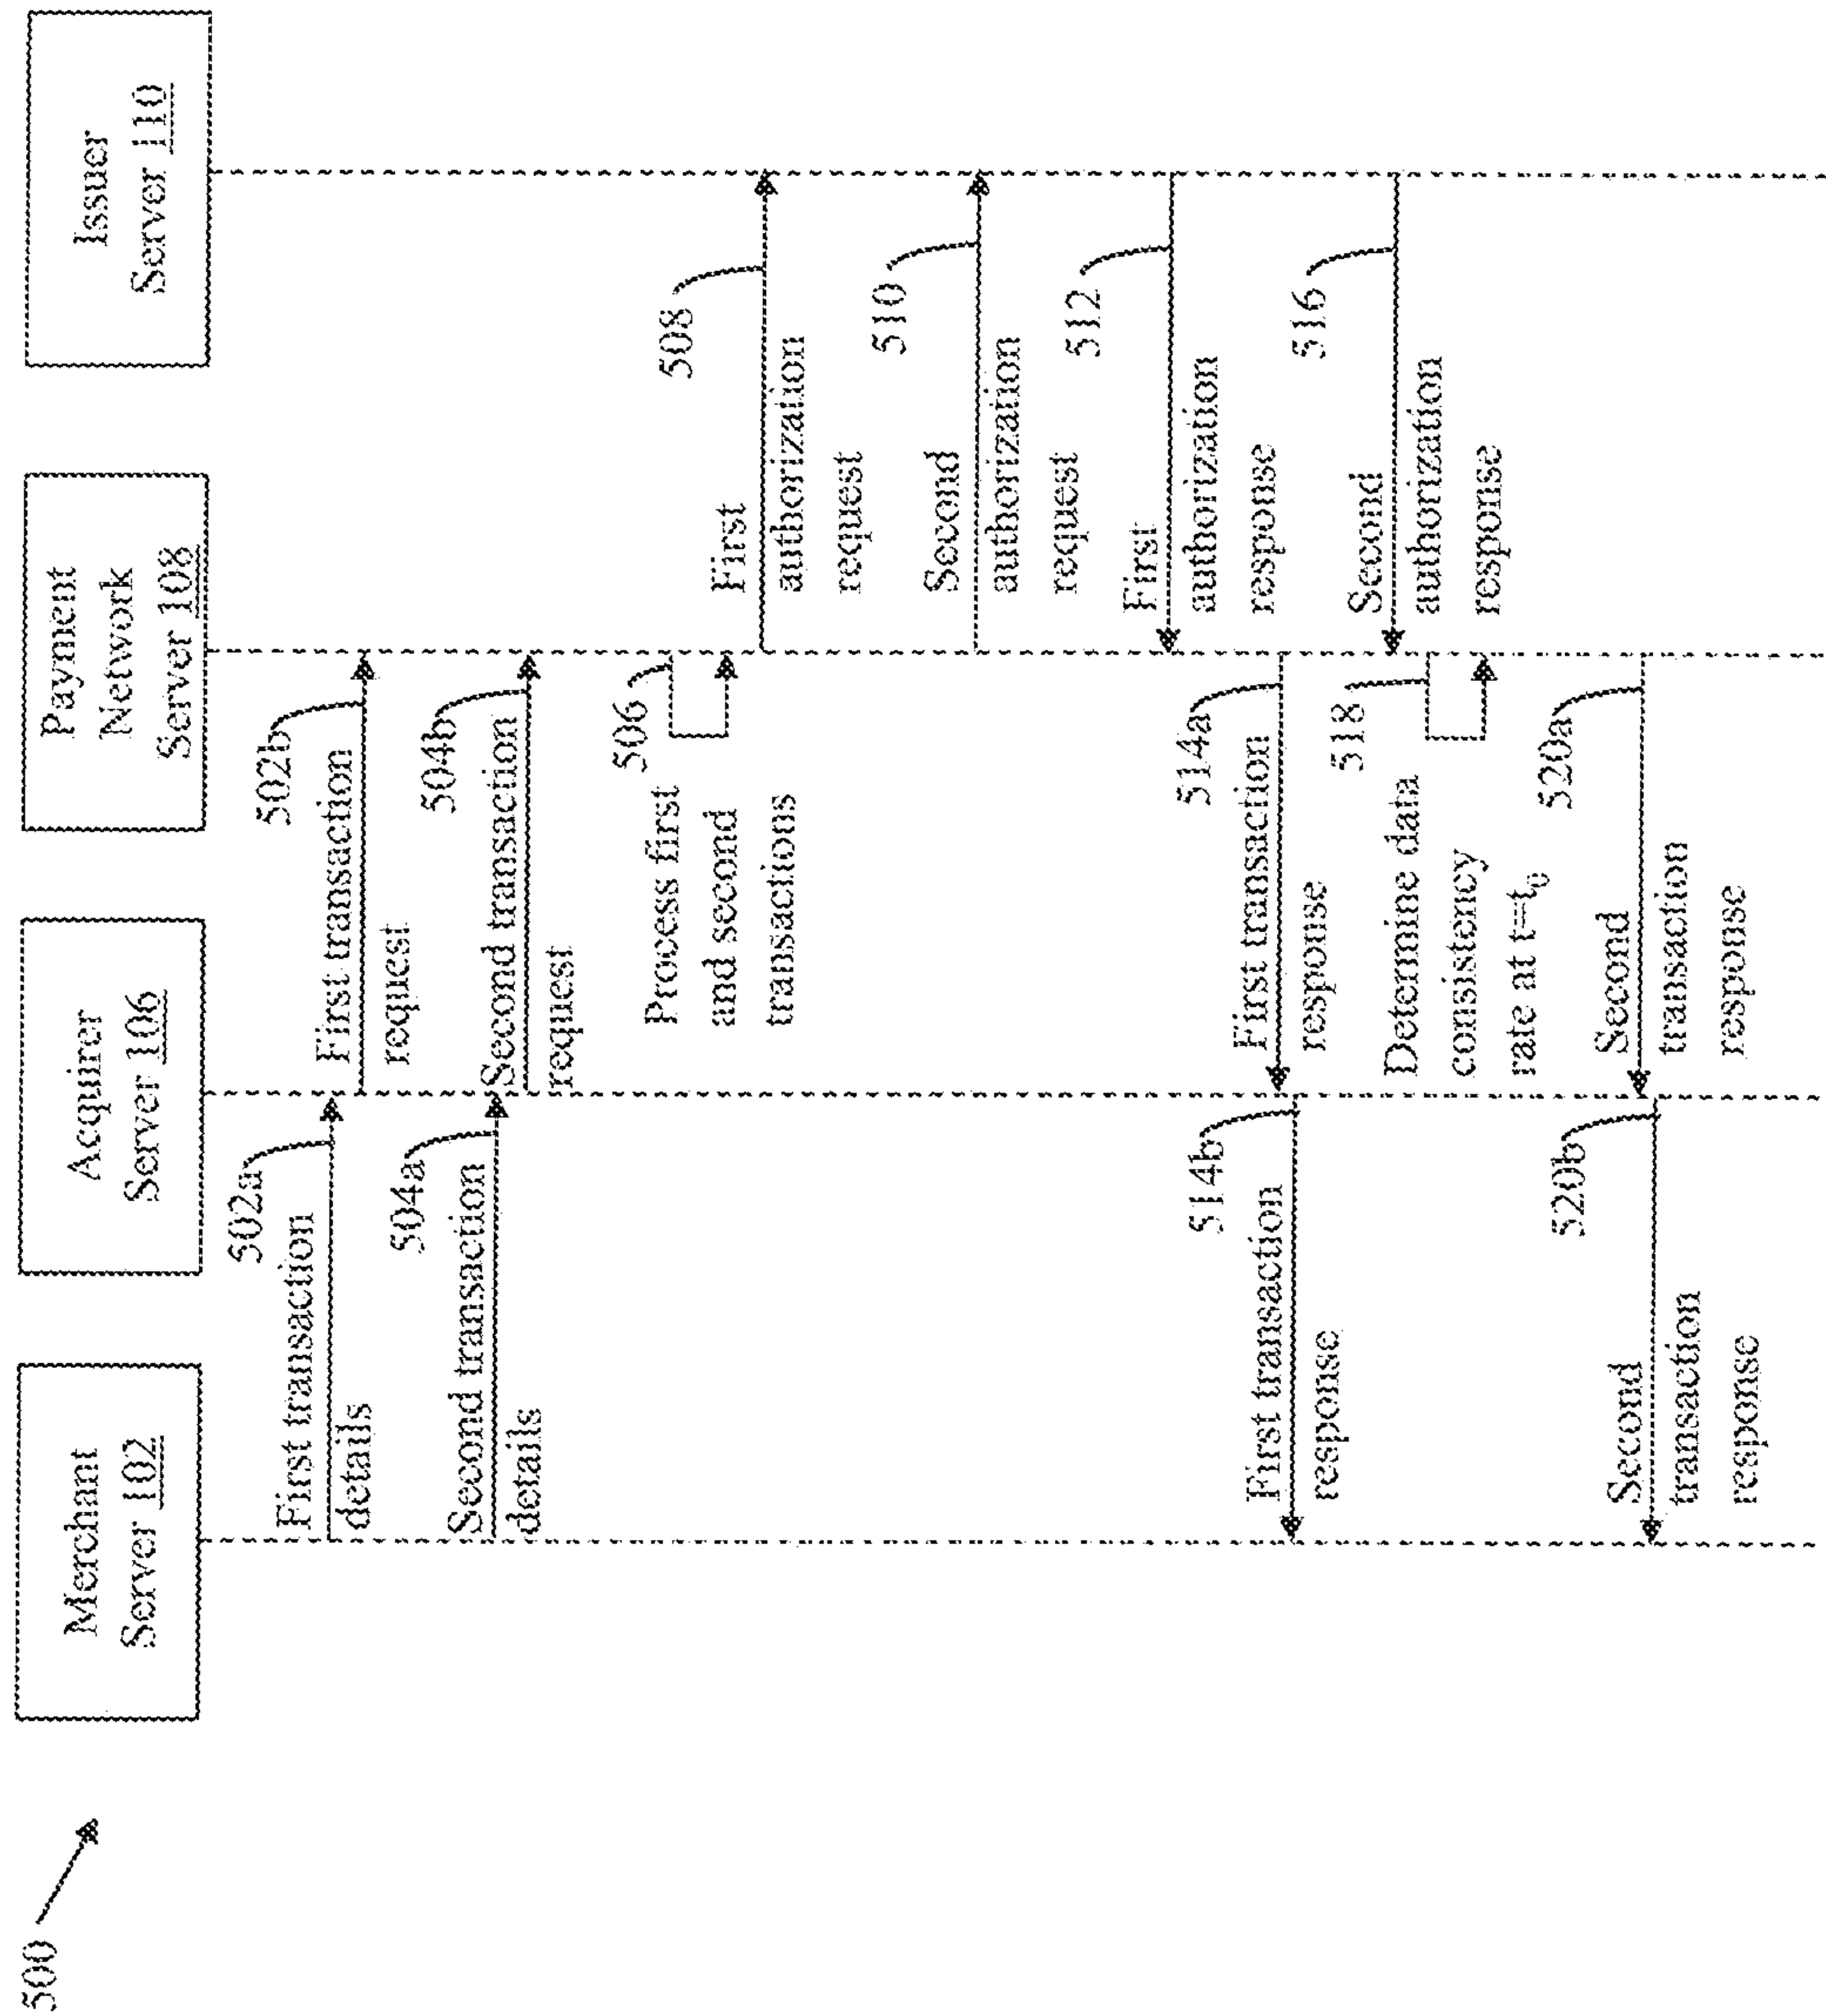 500
Merchant
Server 102
Acquirer
Server 106
Payment
Network
Server 108
Issuer
Server 110
502a
First transaction
details
502b
First transaction
request
504a
Second transaction
details
504b
Second transaction
request
506
Process first
and second
transactions
508
First
authorization
request
510
Second
authorization
request
512
First
authorization
response
514a
First transaction
response
514b
First transaction
response
516
Second
authorization
response
518
Determine data
consistency
rate at t=t₀
520a
Second
transaction
response
520b
Second
transaction
response